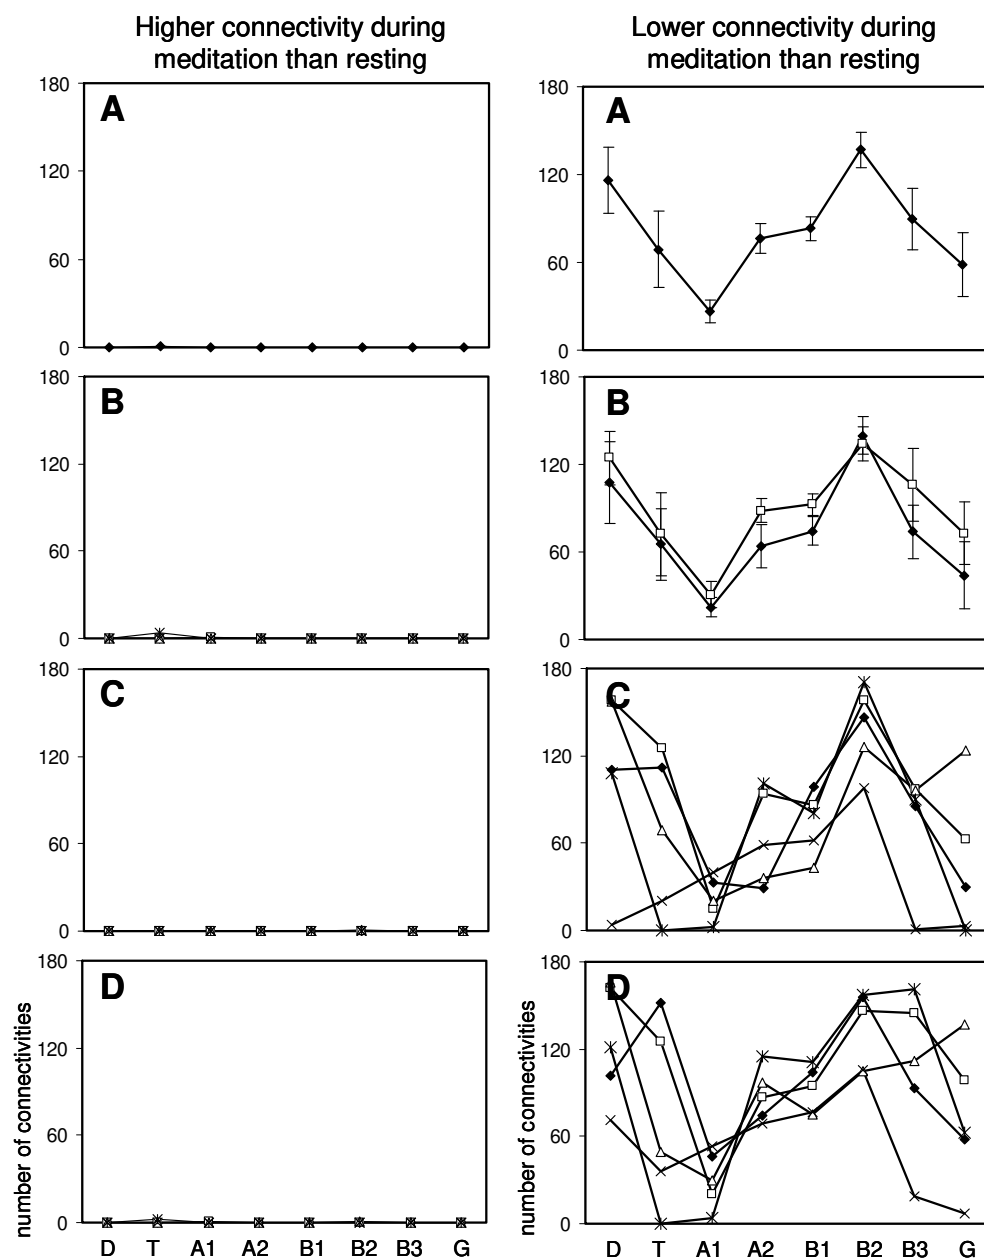 Higher connectivity during
meditation than resting
A
180
120
60
0
B
180
120
60
0
C
180
120
60
0
D
180
120
60
0
number of connectivities
D T A1 A2 B1 B2 B3 G
Lower connectivity during
meditation than resting
A
180
120
60
0
B
180
120
60
0
C
180
120
60
0
D
180
120
60
0
number of connectivities
D T A1 A2 B1 B2 B3 G